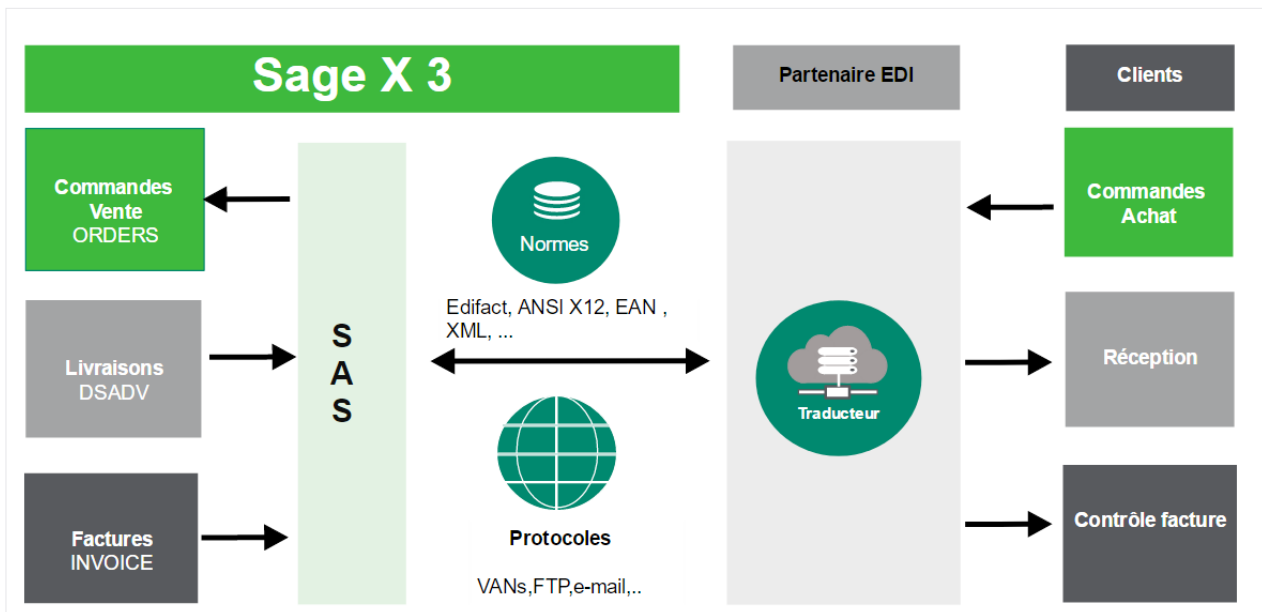 Sage X 3
Partenaire EDI
Clients
Commandes
Vente
ORDERS
Livraisons
DSADV
Factures
INVOICE
S
A
S
Normes
Edifact, ANSI X12, EAN ,
XML, ...
Protocoles
VANs,FTP,e-mail,..
Traducteur
Commandes
Achat
Réception
Contrôle facture